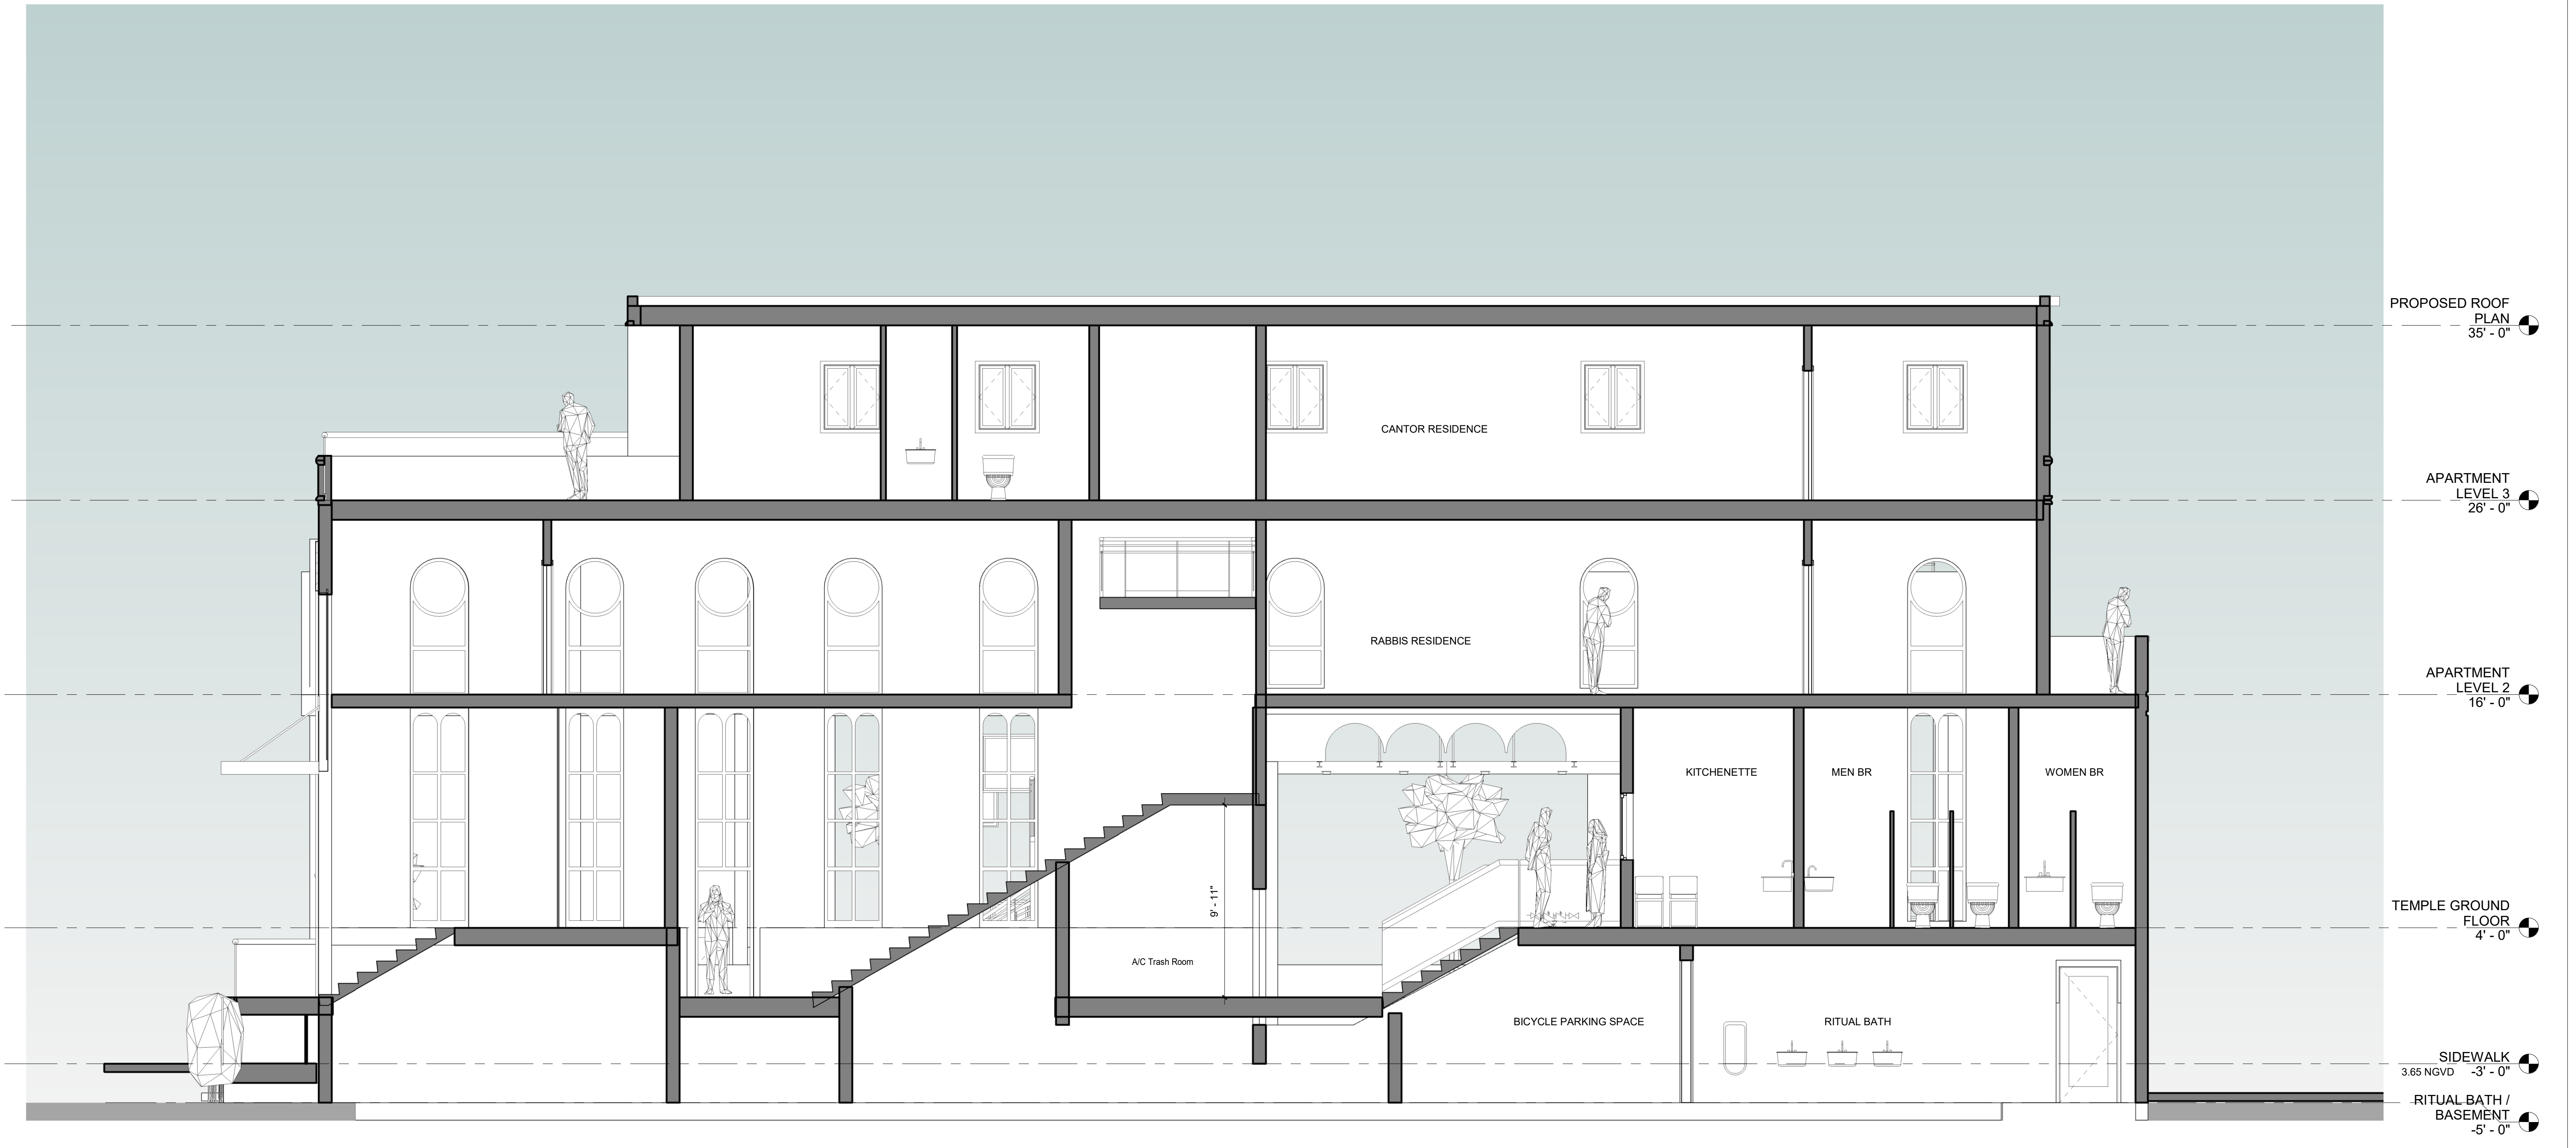 PROPOSED ROOF
PLAN
35' - 0"
CANTOR RESIDENCE
APARTMENT
LEVEL 3
26' - 0"
RABBIS RESIDENCE
APARTMENT
LEVEL 2
16' - 0"
KITCHENETTE
MEN BR
WOMEN BR
9' - 11"
TEMPLE GROUND
FLOOR
4' - 0"
A/C Trash Room
BICYCLE PARKING SPACE
RITUAL BATH
SIDEWALK
3.65 NGVD -3' - 0"
RITUAL BATH /
BASEMENT
-5' - 0"